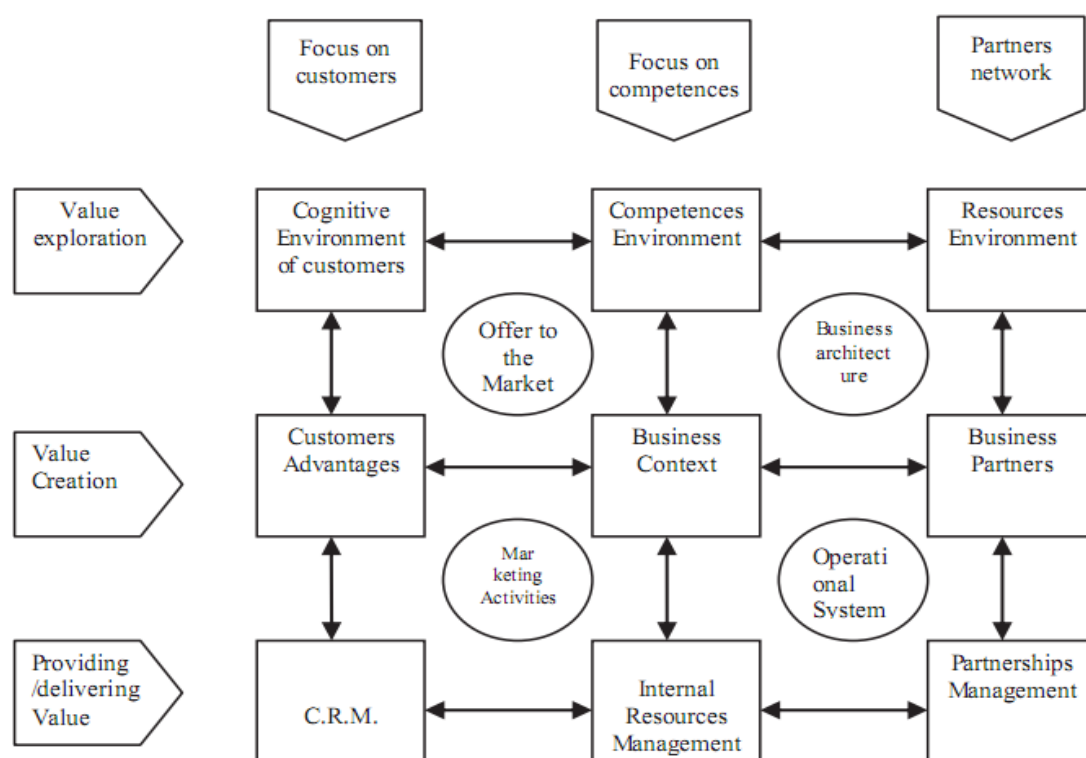 Focus on
customers
Focus on
competences
Partners
network
Value
exploration
Cognitive
Environment
of customers
Competences
Environment
Resources
Environment
Offer to
the
Market
Business
architect
ure
Value
Creation
Customers
Advantages
Business
Context
Business
Partners
Mar
keting
Activities
Operati
onal
System
Providing
/delivering
Value
C.R.M.
Internal
Resources
Management
Partnerships
Management